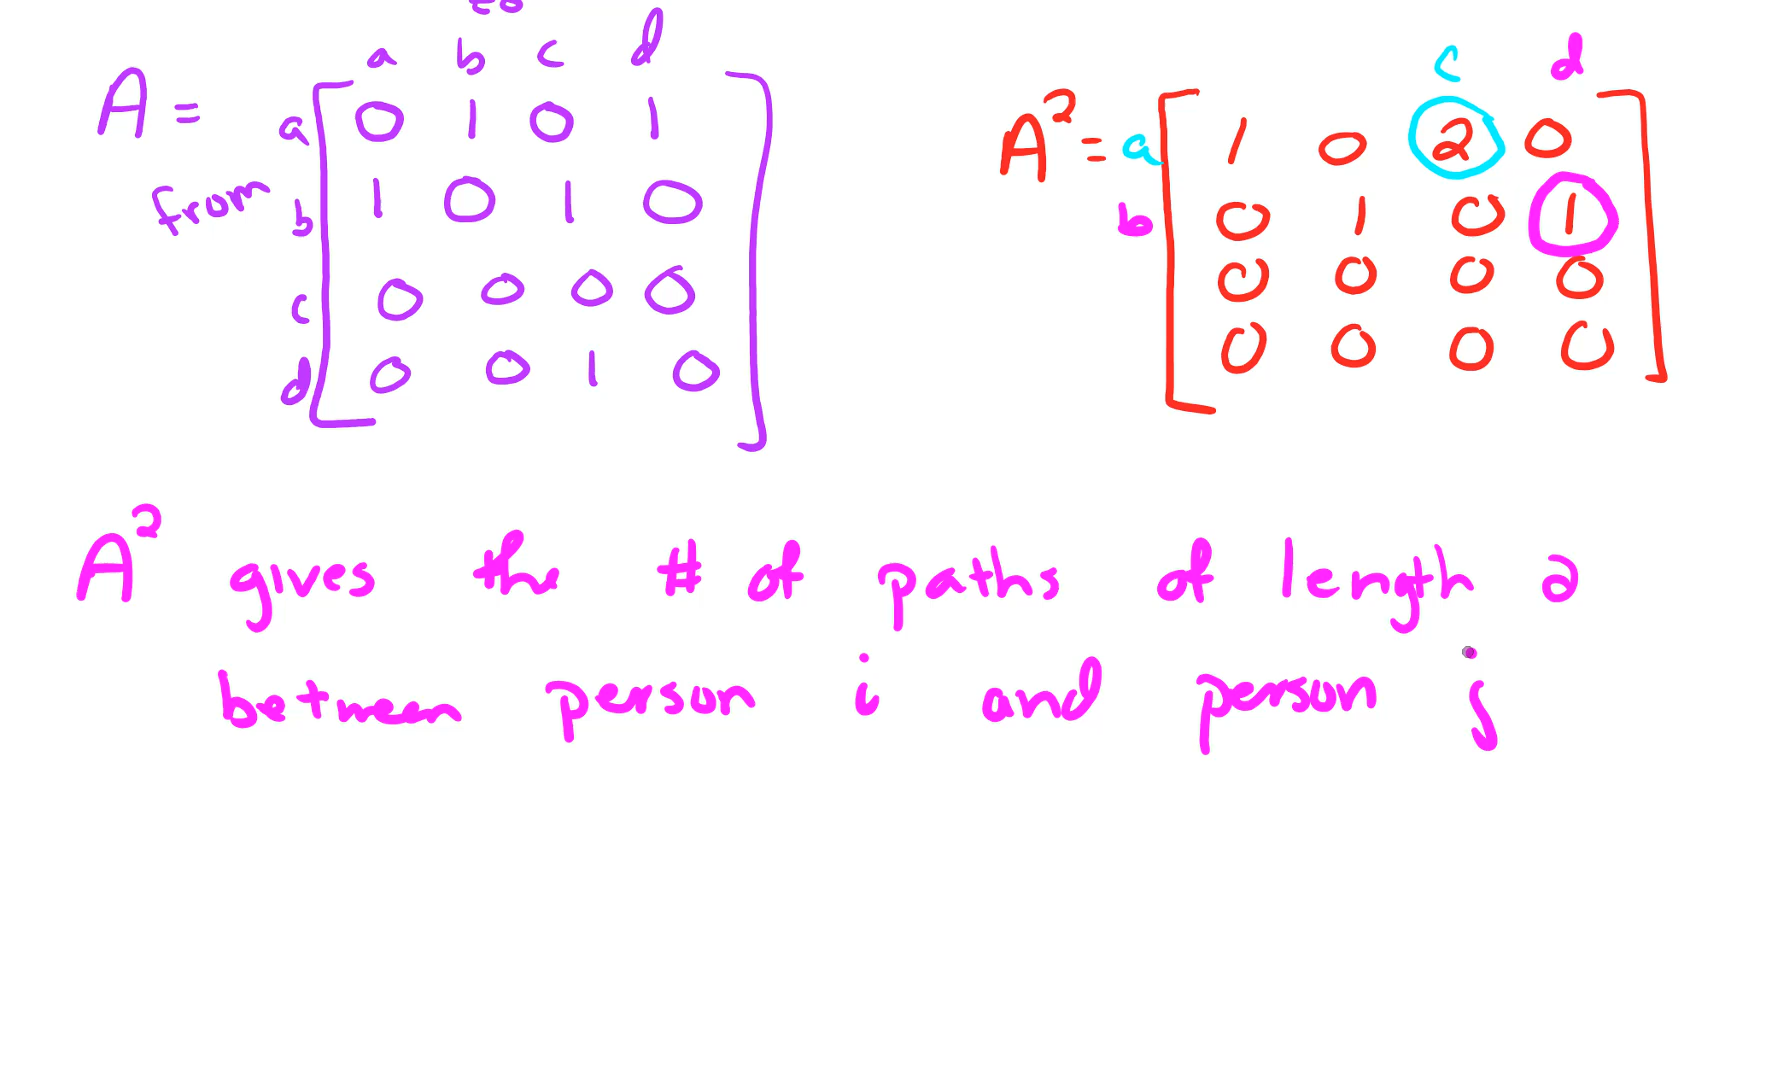 to
a b c d
A = a [ 0 1 0 1 ]
from b [ 1 0 1 0 ]
c [ 0 0 0 0 ]
d [ 0 0 1 0 ]
c d
A² = a [ 1 0 2 0 ]
b [ 0 1 0 1 ]
[ 0 0 0 0 ]
[ 0 0 0 0 ]
A² gives the # of paths of length 2
between person i and person j